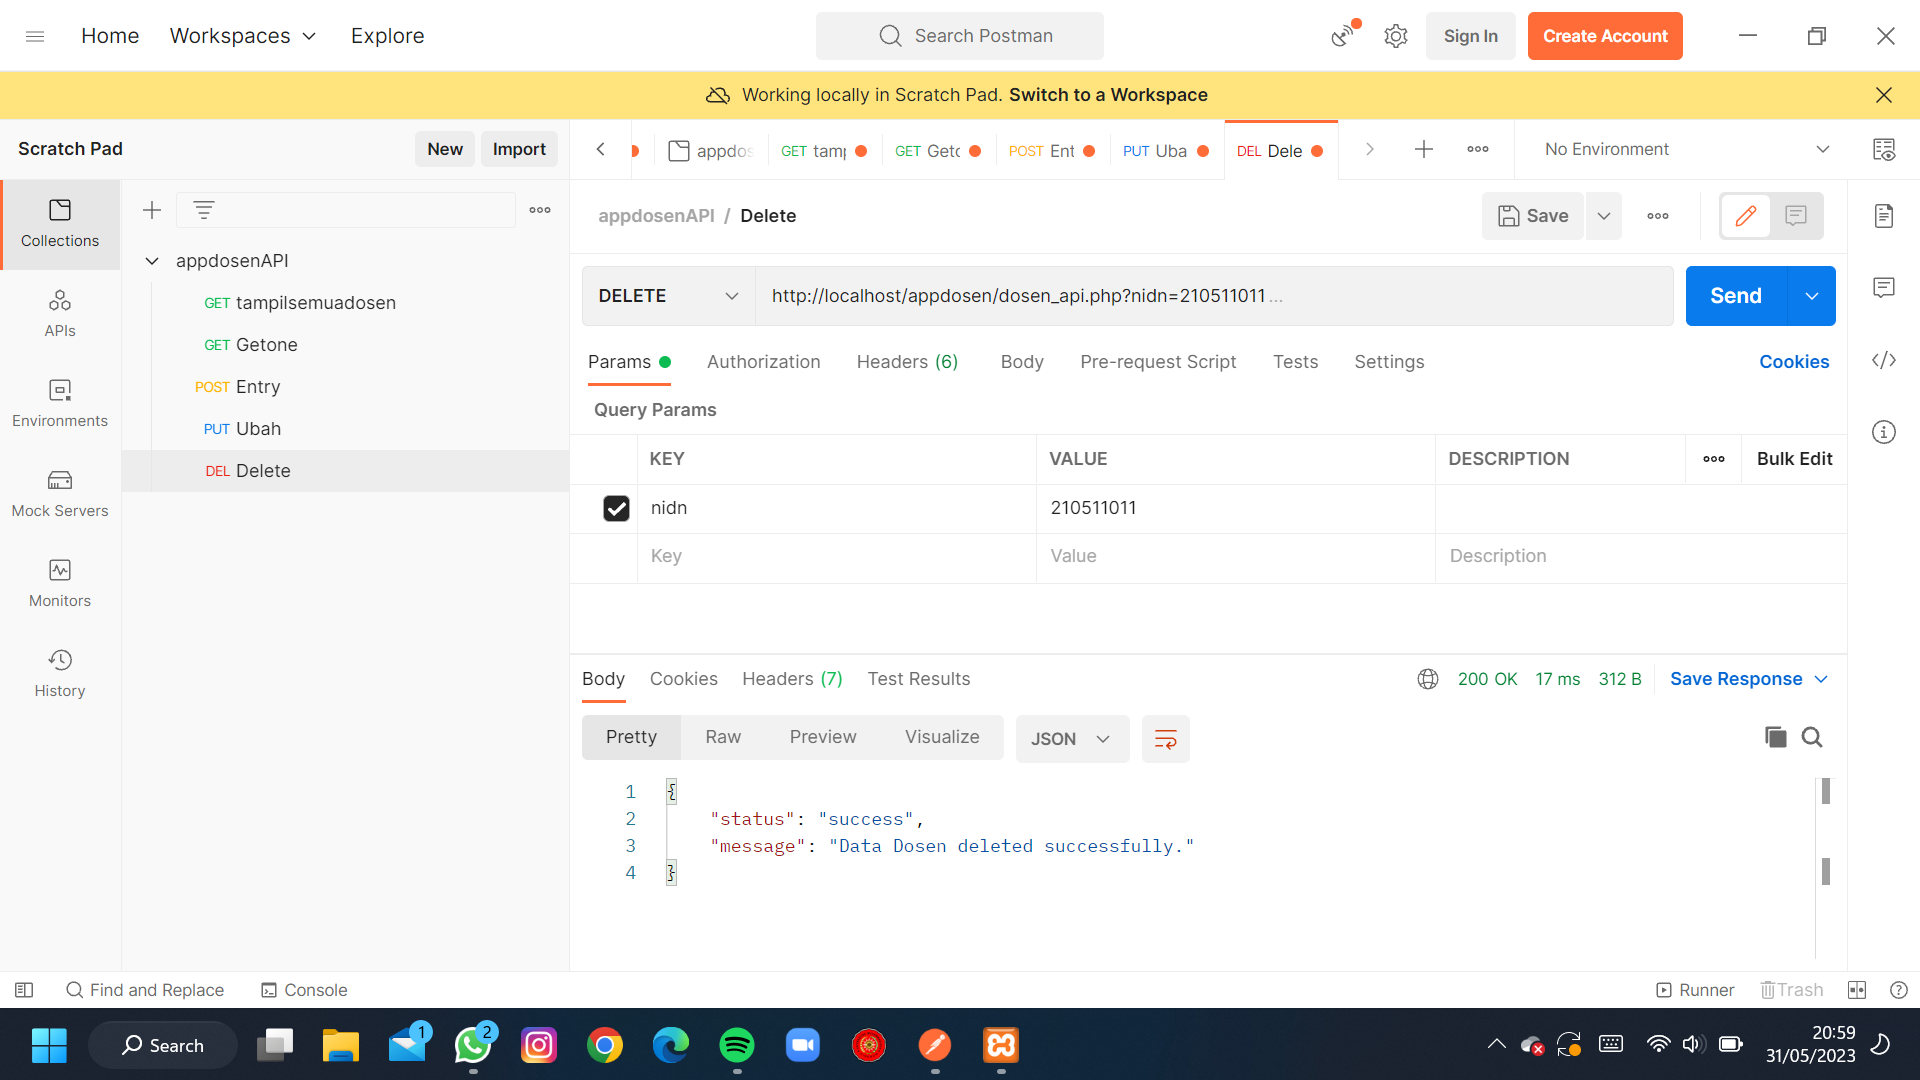 Home Workspaces Explore Search Postman Sign In Create Account
Working locally in Scratch Pad. Switch to a Workspace
Scratch Pad New Import appdos GET tam GET Getc POST Ent PUT Uba DEL Dele No Environment
Collections
APIs
Environments
Mock Servers
Monitors
History
appdosenAPI
GET tampilsemuadosen
GET Getone
POST Entry
PUT Ubah
DEL Delete
appdosenAPI / Delete Save
DELETE http://localhost/appdosen/dosen_api.php?nidn=210511011... Send
Params Authorization Headers (6) Body Pre-request Script Tests Settings Cookies
Query Params
KEY VALUE DESCRIPTION Bulk Edit
nidn 210511011
Key Value Description
Body Cookies Headers (7) Test Results 200 OK 17 ms 312 B Save Response
Pretty Raw Preview Visualize JSON
1 {
2 "status": "success",
3 "message": "Data Dosen deleted successfully."
4 }
Find and Replace Console Runner Trash
Search 1 2 20:59
31/05/2023